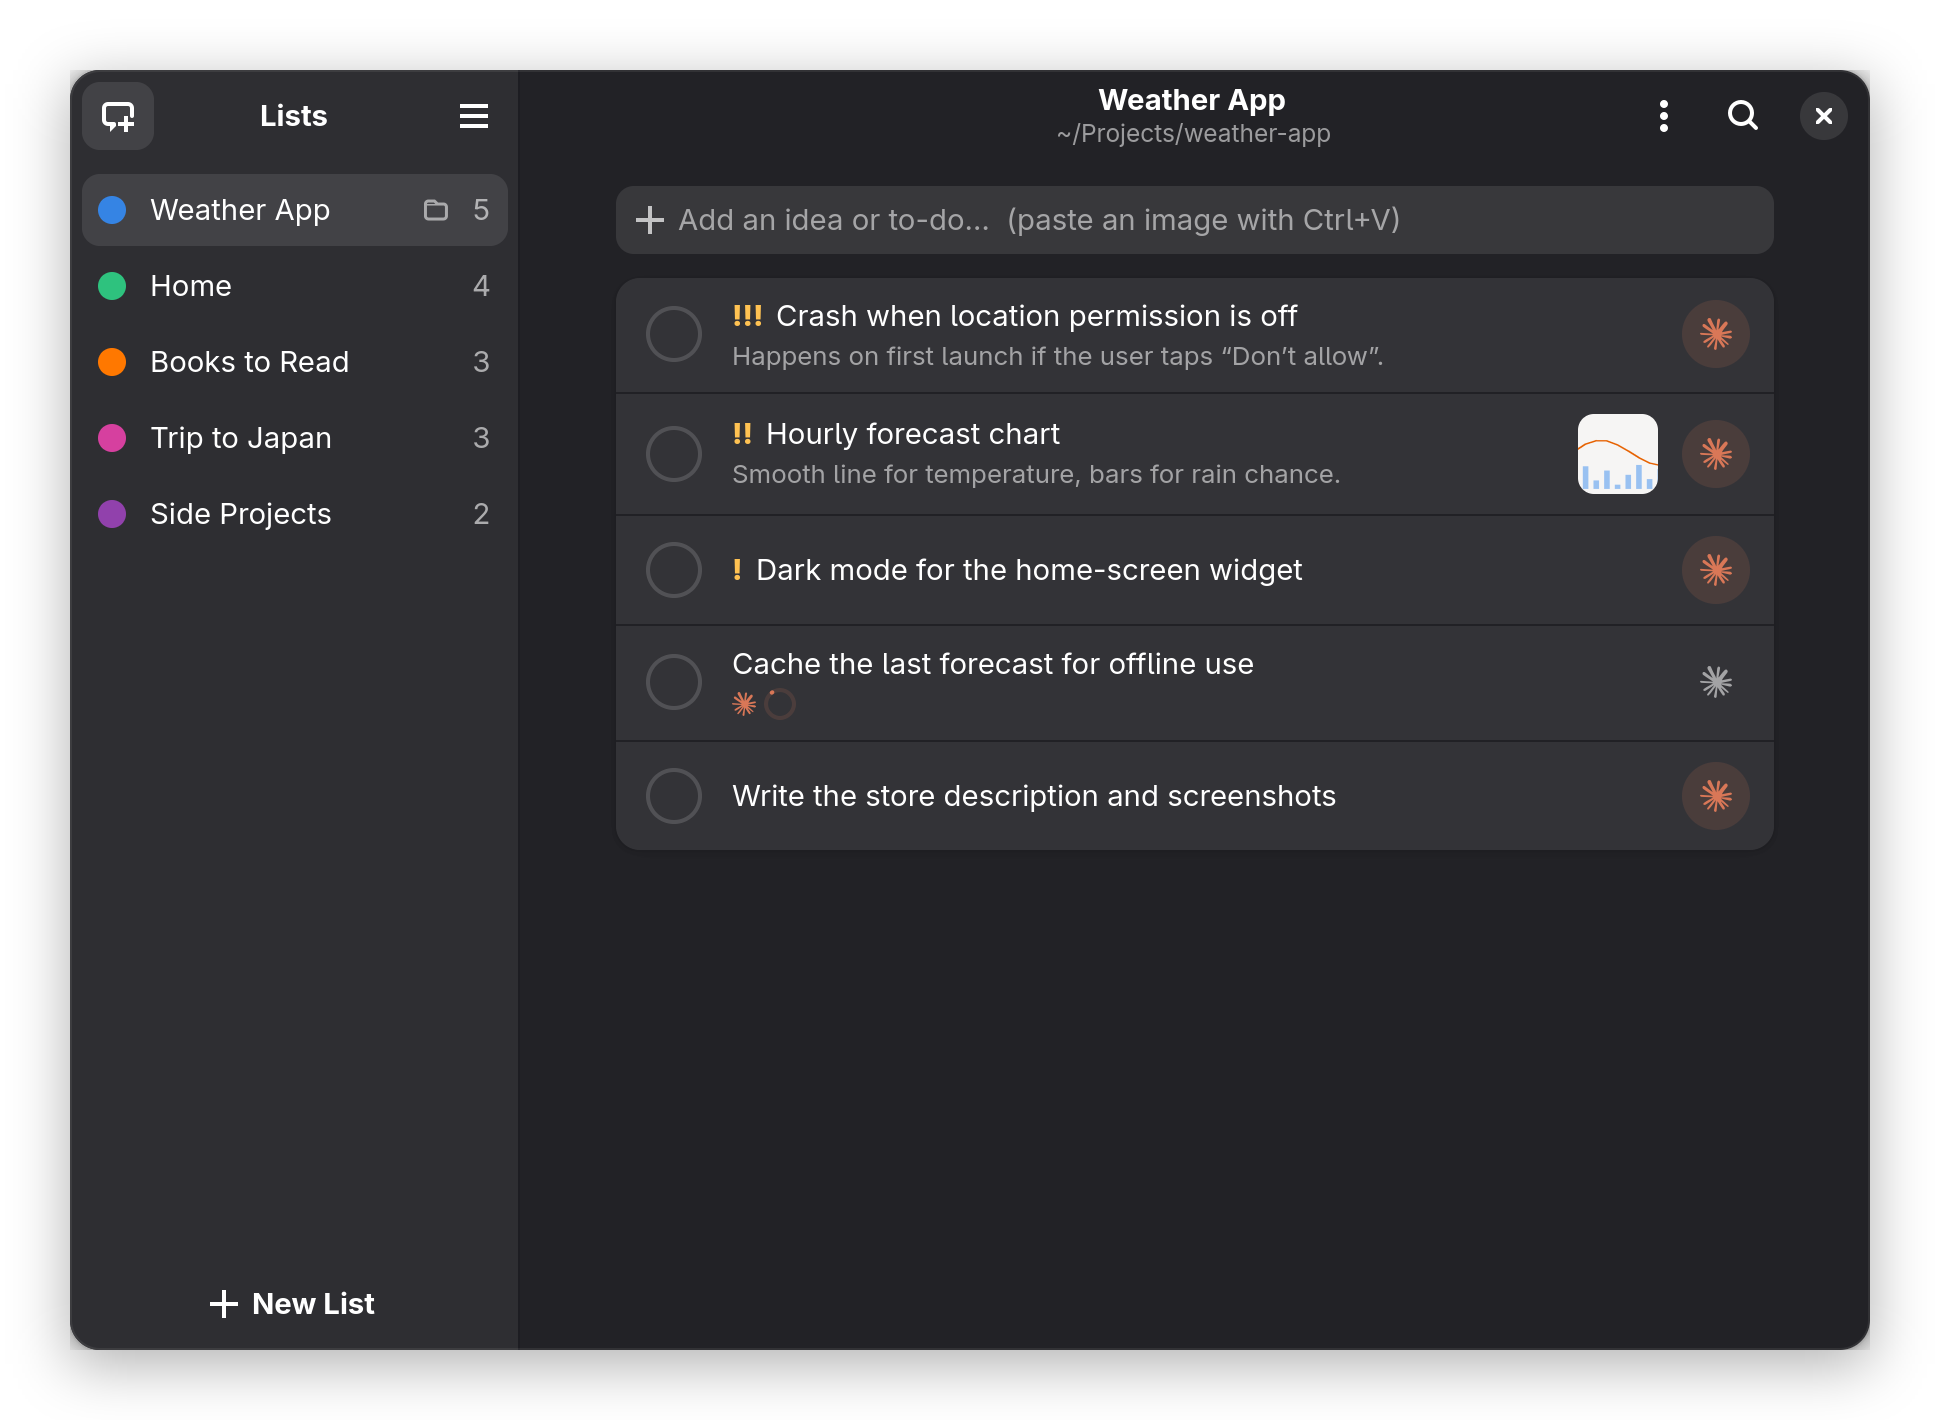 Lists
Weather App 5
Home 4
Books to Read 3
Trip to Japan 3
Side Projects 2
New List
Weather App
~/Projects/weather-app
Add an idea or to-do... (paste an image with Ctrl+V)
!!! Crash when location permission is off
Happens on first launch if the user taps “Don’t allow”.
!! Hourly forecast chart
Smooth line for temperature, bars for rain chance.
! Dark mode for the home-screen widget
Cache the last forecast for offline use
Write the store description and screenshots